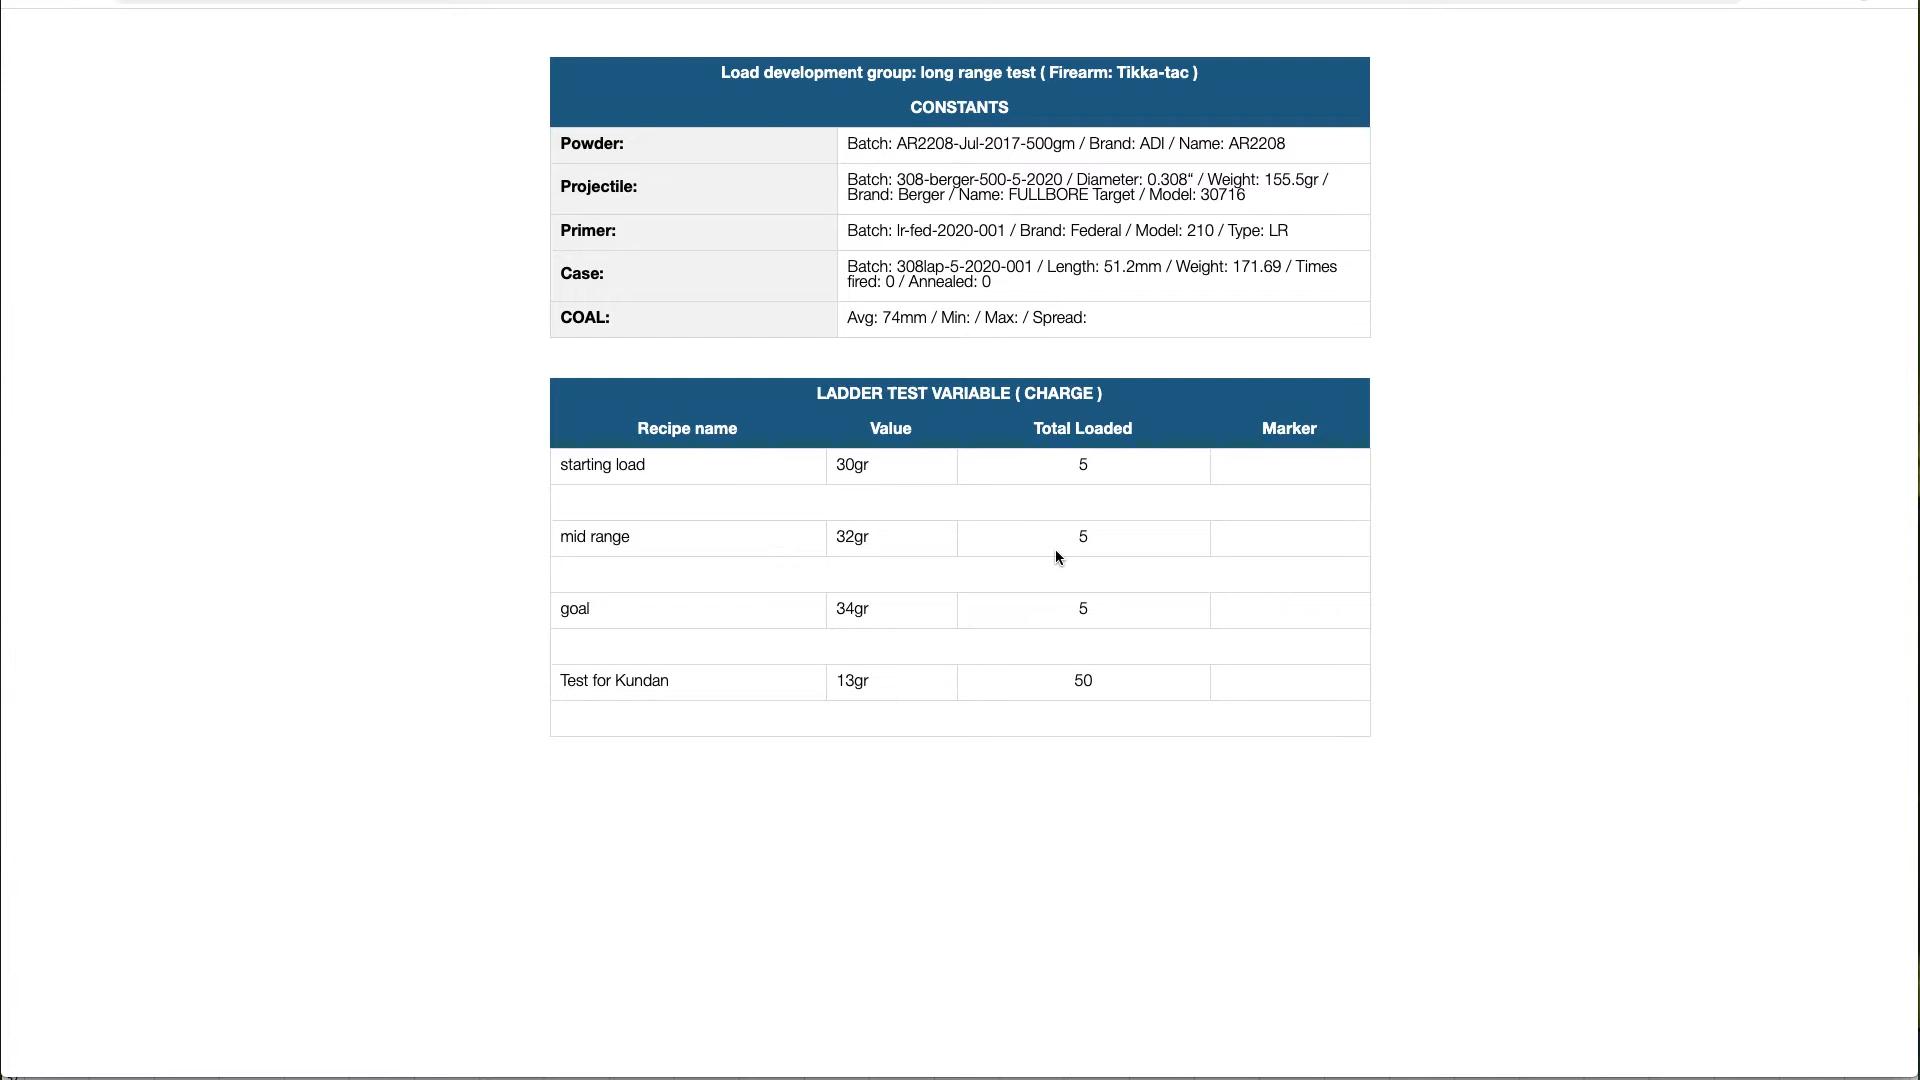 Load development group: long range test ( Firearm: Tikka-tac )
CONSTANTS
Powder: Batch: AR2208-Jul-2017-500gm / Brand: ADI / Name: AR2208
Projectile: Batch: 308-berger-500-5-2020 / Diameter: 0.308“ / Weight: 155.5gr /
Brand: Berger / Name: FULLBORE Target / Model: 30716
Primer: Batch: lr-fed-2020-001 / Brand: Federal / Model: 210 / Type: LR
Case: Batch: 308lap-5-2020-001 / Length: 51.2mm / Weight: 171.69 / Times
fired: 0 / Annealed: 0
COAL: Avg: 74mm / Min: / Max: / Spread:
LADDER TEST VARIABLE ( CHARGE )
Recipe name Value Total Loaded Marker
starting load 30gr 5
mid range 32gr 5
goal 34gr 5
Test for Kundan 13gr 50